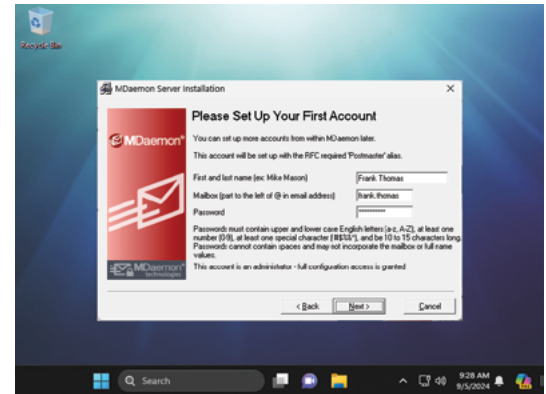 Recycle Bin
MDaemon Server Installation
Please Set Up Your First Account
MDaemon®
You can set up more accounts from within MDaemon later.
This account will be set up with the RFC required 'Postmaster' alias.
First and last name (ex: Mike Mason)
Frank Thomas
Mailbox (part to the left of @ in email address)
frank.thomas
Password
Passwords must contain upper and lower case English letters [a-z, A-Z], at least one
number (0-9), at least one special character
and be 10 to 15 characters long.
Passwords cannot contain spaces and may not incorporate the mailbox or full name
values.
This account is an administrator - full configuration access is granted
MDaemon®
technologies
< Back
Next >
Cancel
Search
9:28 AM
9/5/2024